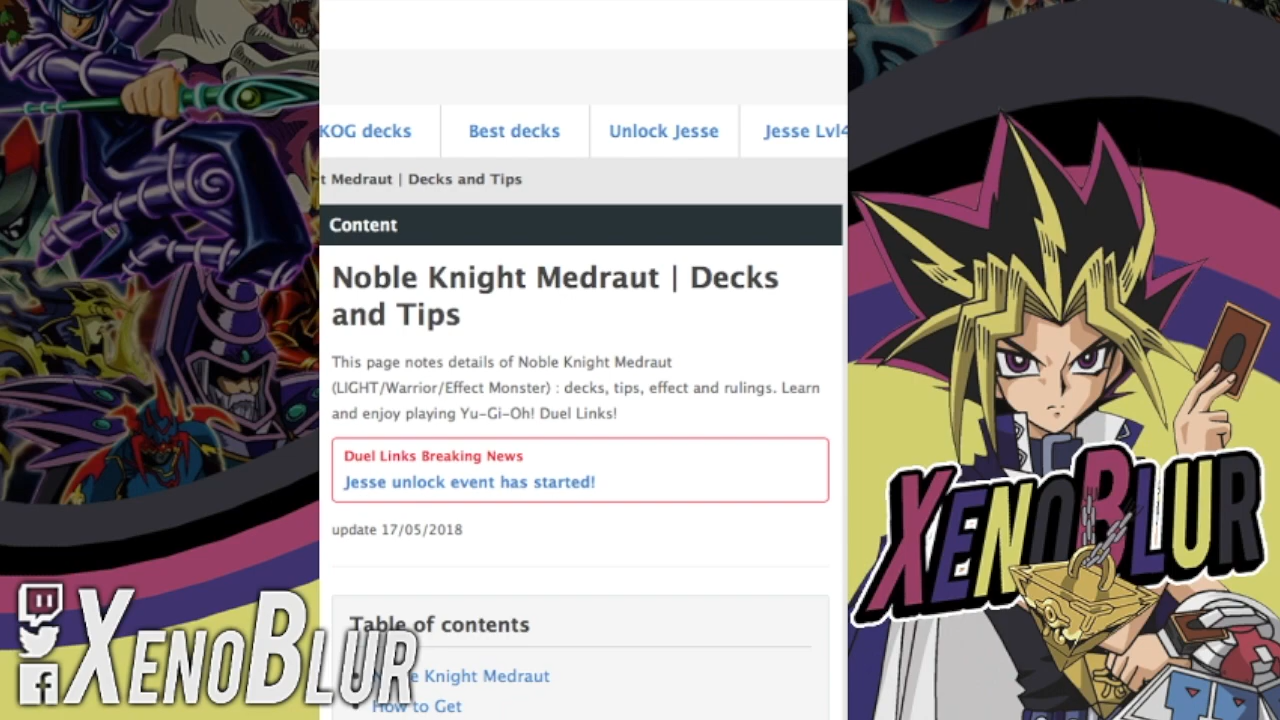 KOG decks
Best decks
Unlock Jesse
Jesse Lvl4
t Medraut | Decks and Tips
Content
Noble Knight Medraut | Decks
and Tips
This page notes details of Noble Knight Medraut
(LIGHT/Warrior/Effect Monster) : decks, tips, effect and rulings. Learn
and enjoy playing Yu-Gi-Oh! Duel Links!
Duel Links Breaking News
Jesse unlock event has started!
update 17/05/2018
Table of contents
Knight Medraut
How to Get
XENOBLUR
XENOBLUR